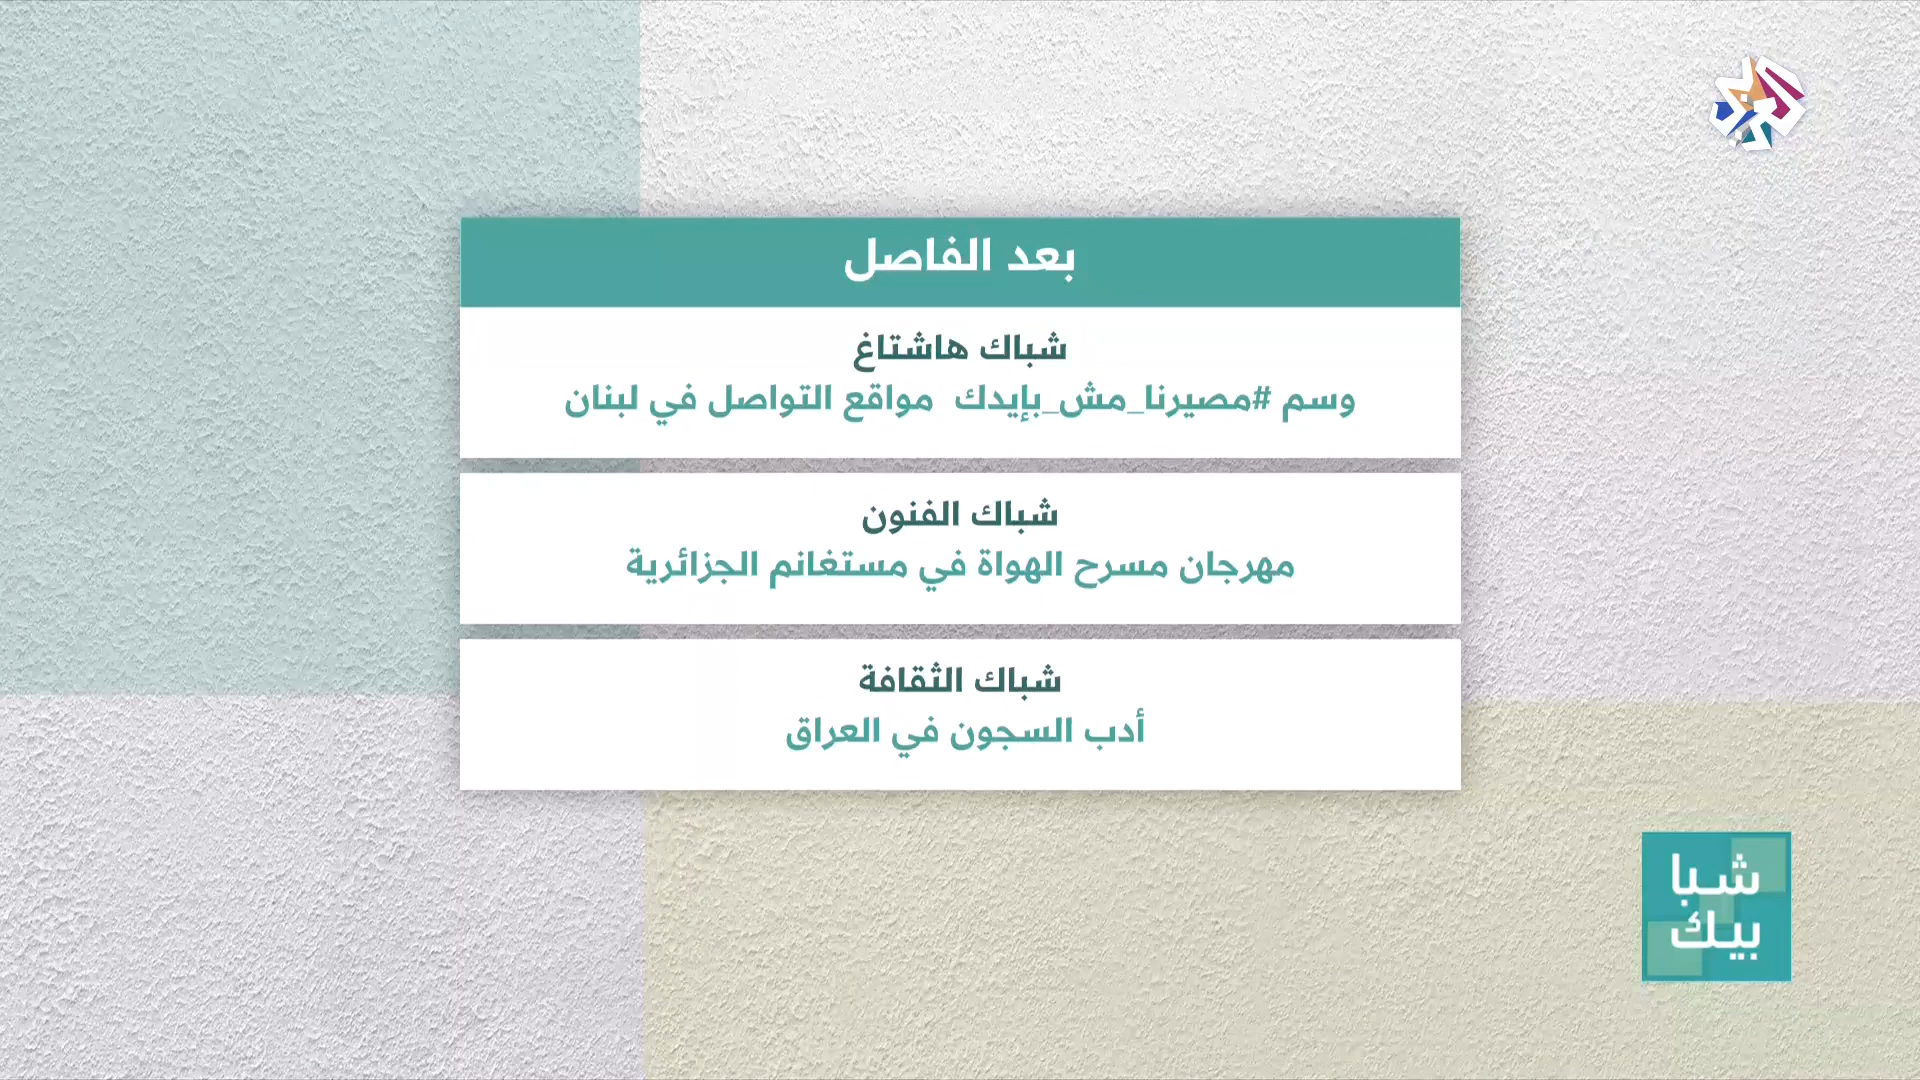 بعد الفاصل
شباك هاشتاغ
وسم #مصيرنا_مش_بإيدك مواقع التواصل في لبنان
شباك الفنون
مهرجان مسرح الهواة في مستغانم الجزائرية
شباك الثقافة
أدب السجون في العراق
شبا
بيك